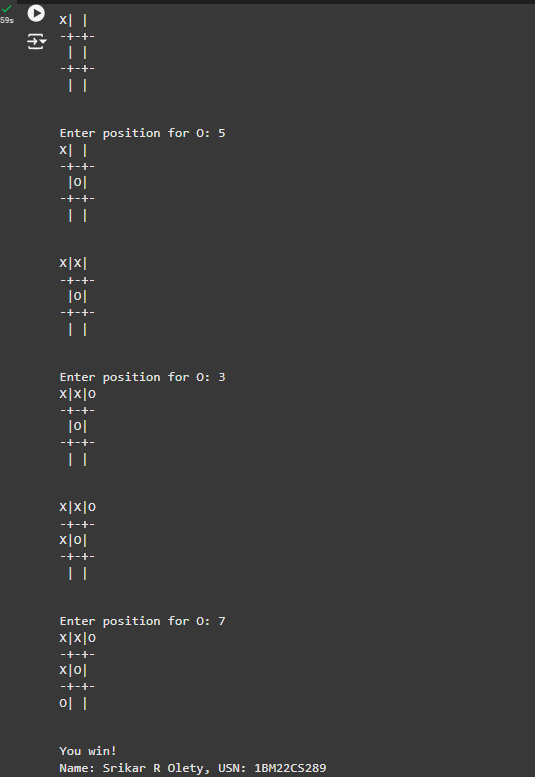 59s
X| |
-+-+-
 | |
-+-+-
 | |
Enter position for O: 5
X| |
-+-+-
 |O|
-+-+-
 | |
X|X|
-+-+-
 |O|
-+-+-
 | |
Enter position for O: 3
X|X|O
-+-+-
 |O|
-+-+-
 | |
X|X|O
-+-+-
X|O|
-+-+-
 | |
Enter position for O: 7
X|X|O
-+-+-
X|O|
-+-+-
O| |
You win!
Name: Srikar R Olety, USN: 1BM22CS289